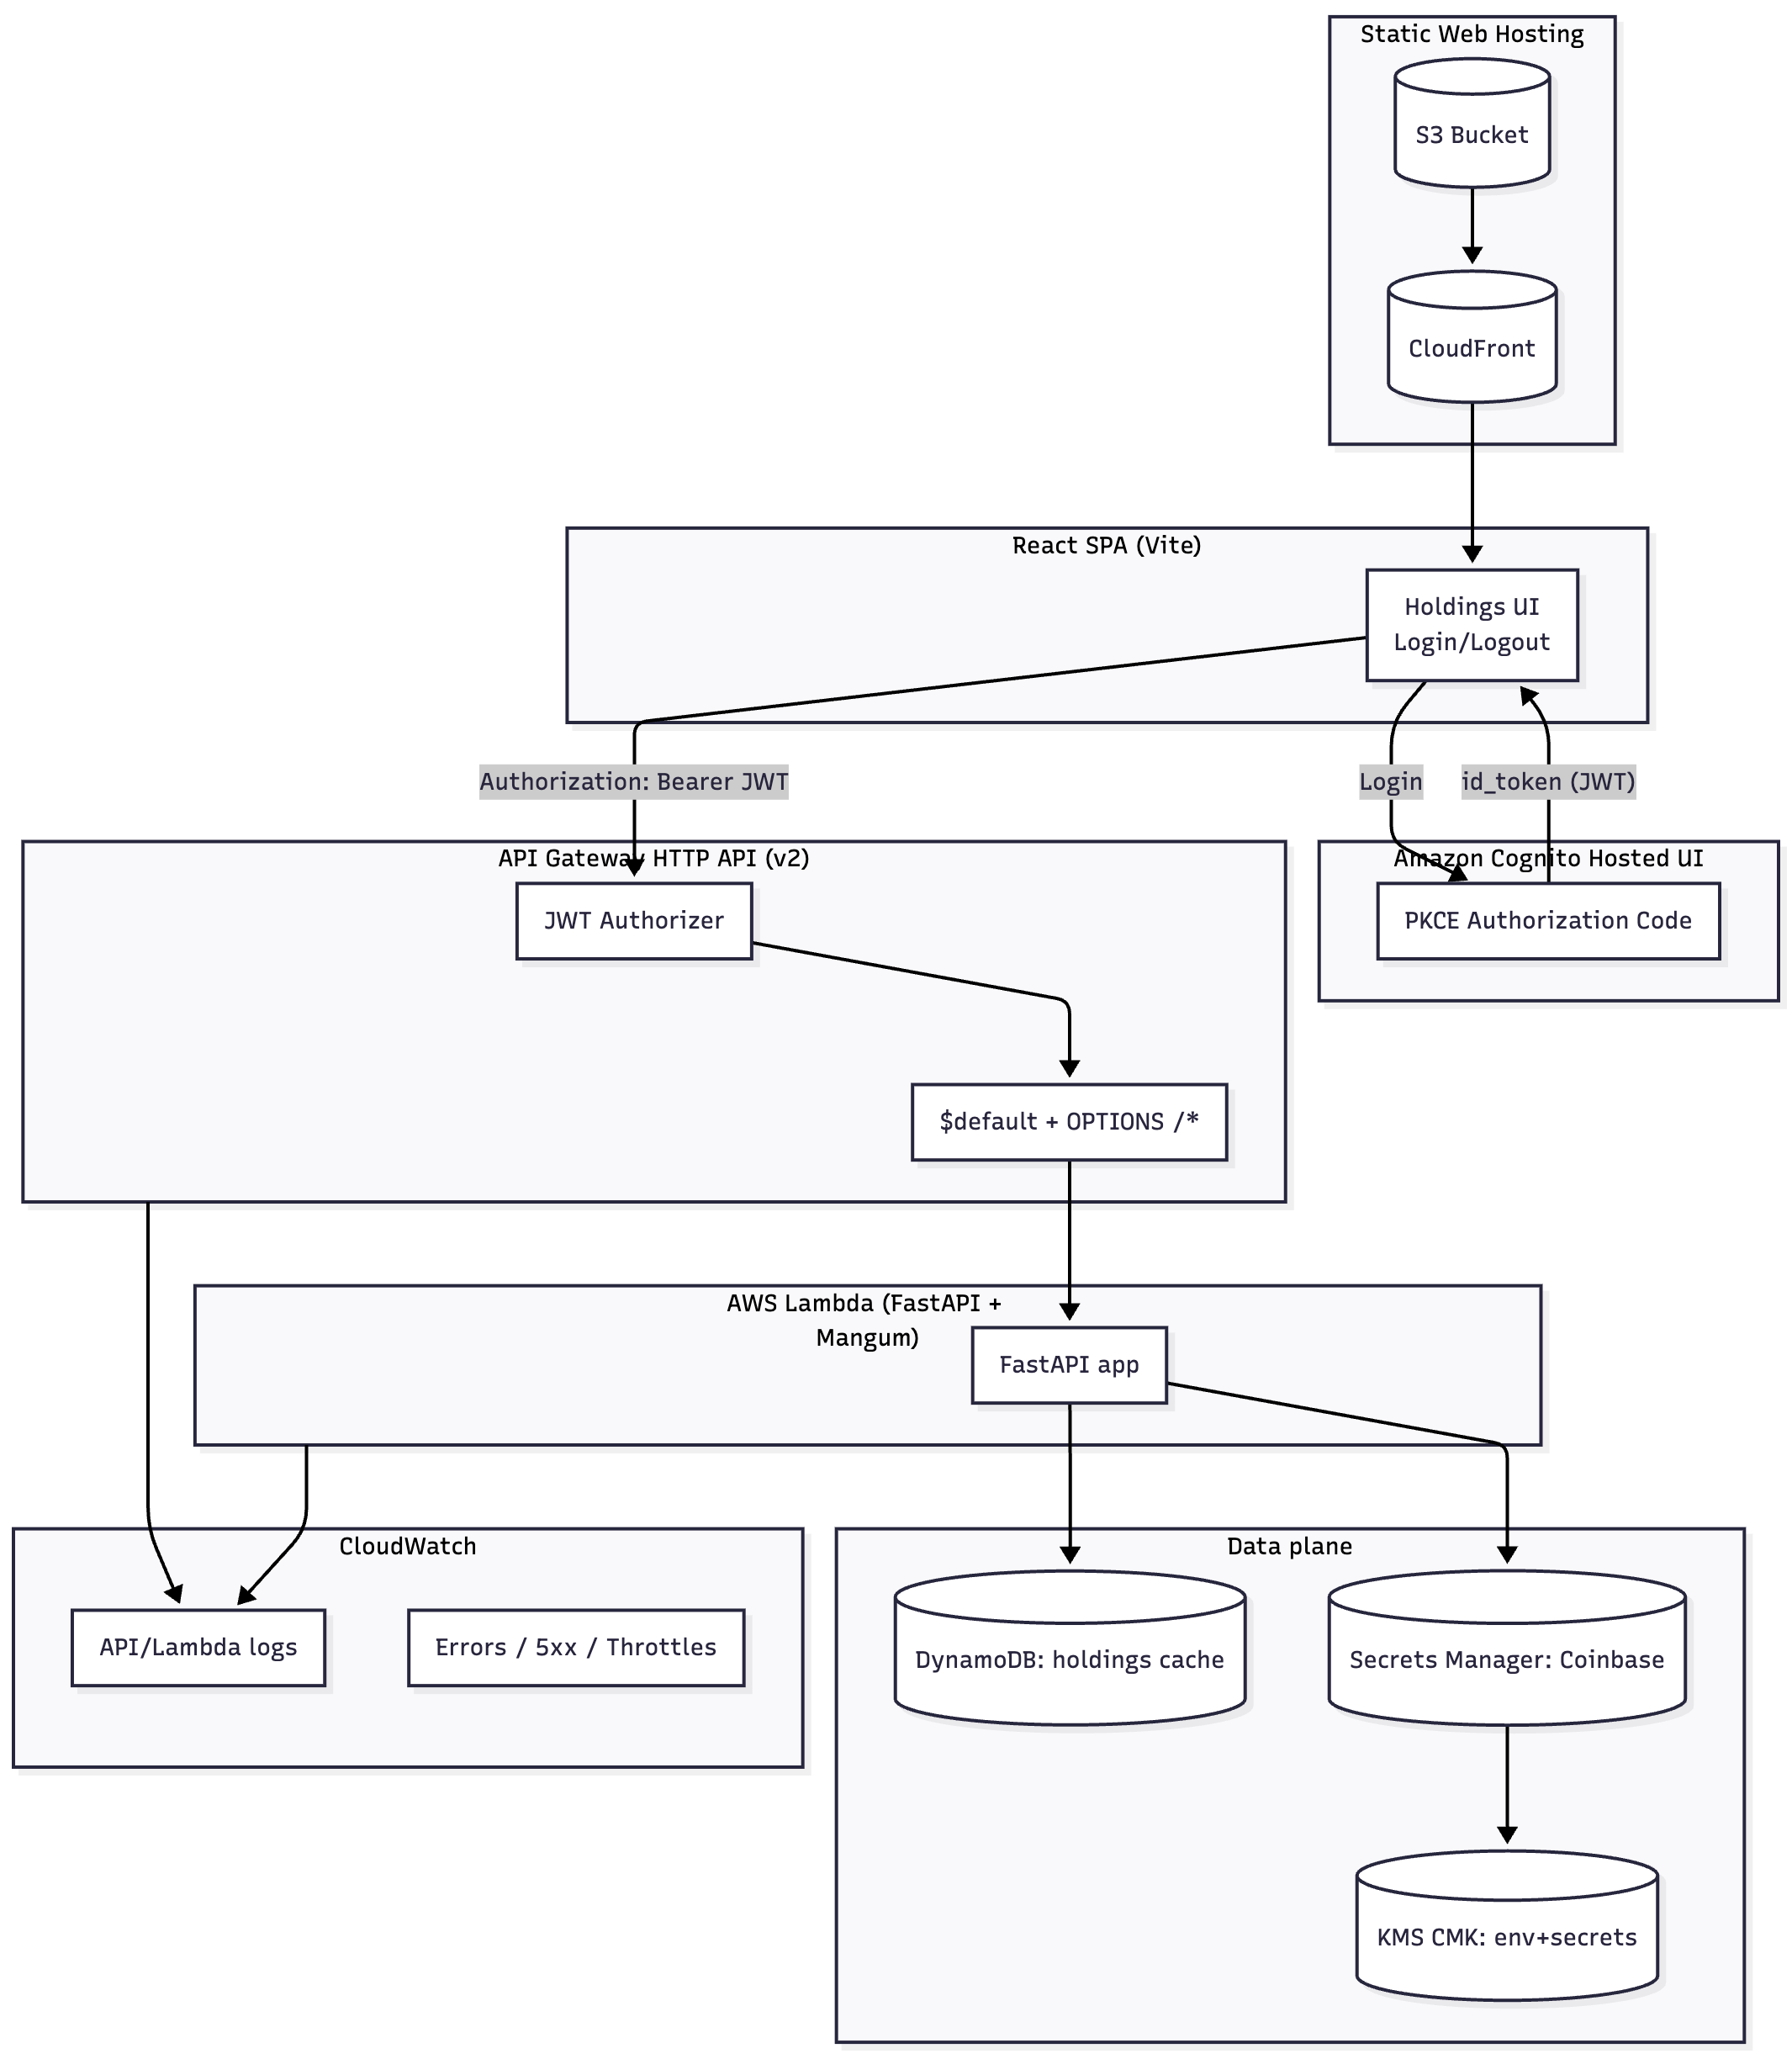 Static Web Hosting
S3 Bucket
CloudFront
React SPA (Vite)
Holdings UI
Login/Logout
Authorization: Bearer JWT
Login
id_token (JWT)
API Gateway HTTP API (v2)
Amazon Cognito Hosted UI
JWT Authorizer
PKCE Authorization Code
$default + OPTIONS /*
AWS Lambda (FastAPI +
Mangum)
FastAPI app
CloudWatch
Data plane
API/Lambda logs
Errors / 5xx / Throttles
DynamoDB: holdings cache
Secrets Manager: Coinbase
KMS CMK: env+secrets